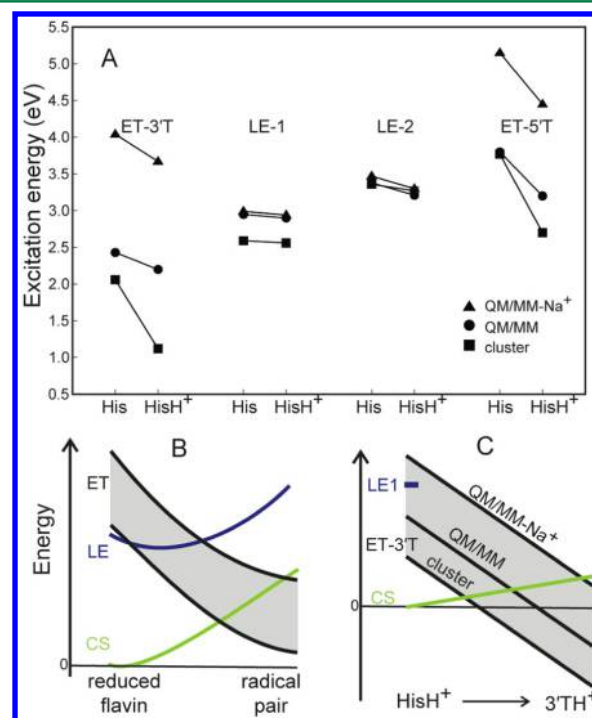 A
5.5
5.0
4.5
4.0
3.5
3.0
2.5
2.0
1.5
1.0
0.5
Excitation energy (eV)
ET-3'T
LE-1
LE-2
ET-5'T
QM/MM-Na+
QM/MM
cluster
His HisH+ His HisH+ His HisH+ His HisH+
B
Energy
ET
LE
CS
0
reduced flavin
radical pair
C
LE1
ET-3'T
CS
0
QM/MM-Na+
QM/MM
cluster
HisH+ → 3'TH+